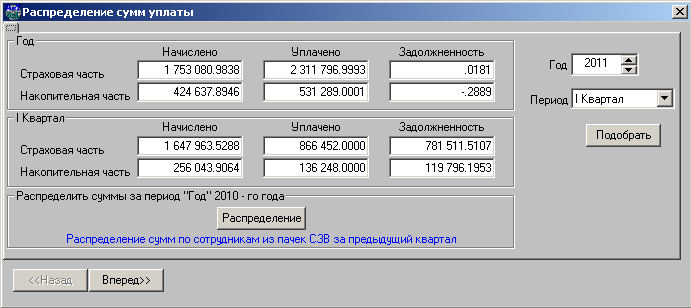 Распределение сумм уплаты
Год
Начислено Уплачено Задолженность
Страховая часть 1 753 080.9838 2 311 796.9993 .0181
Накопительная часть 424 637.8946 531 289.0001 -.2889
I Квартал
Начислено Уплачено Задолженность
Страховая часть 1 647 963.5288 866 452.0000 781 511.5107
Накопительная часть 256 043.9064 136 248.0000 119 796.1953
Распределить суммы за период "Год" 2010 - го года
Распределение
Распределение сумм по сотрудникам из пачек СЗВ за предыдущий квартал
Год 2011
Период I Квартал
Подобрать
<<Назад Вперед>>